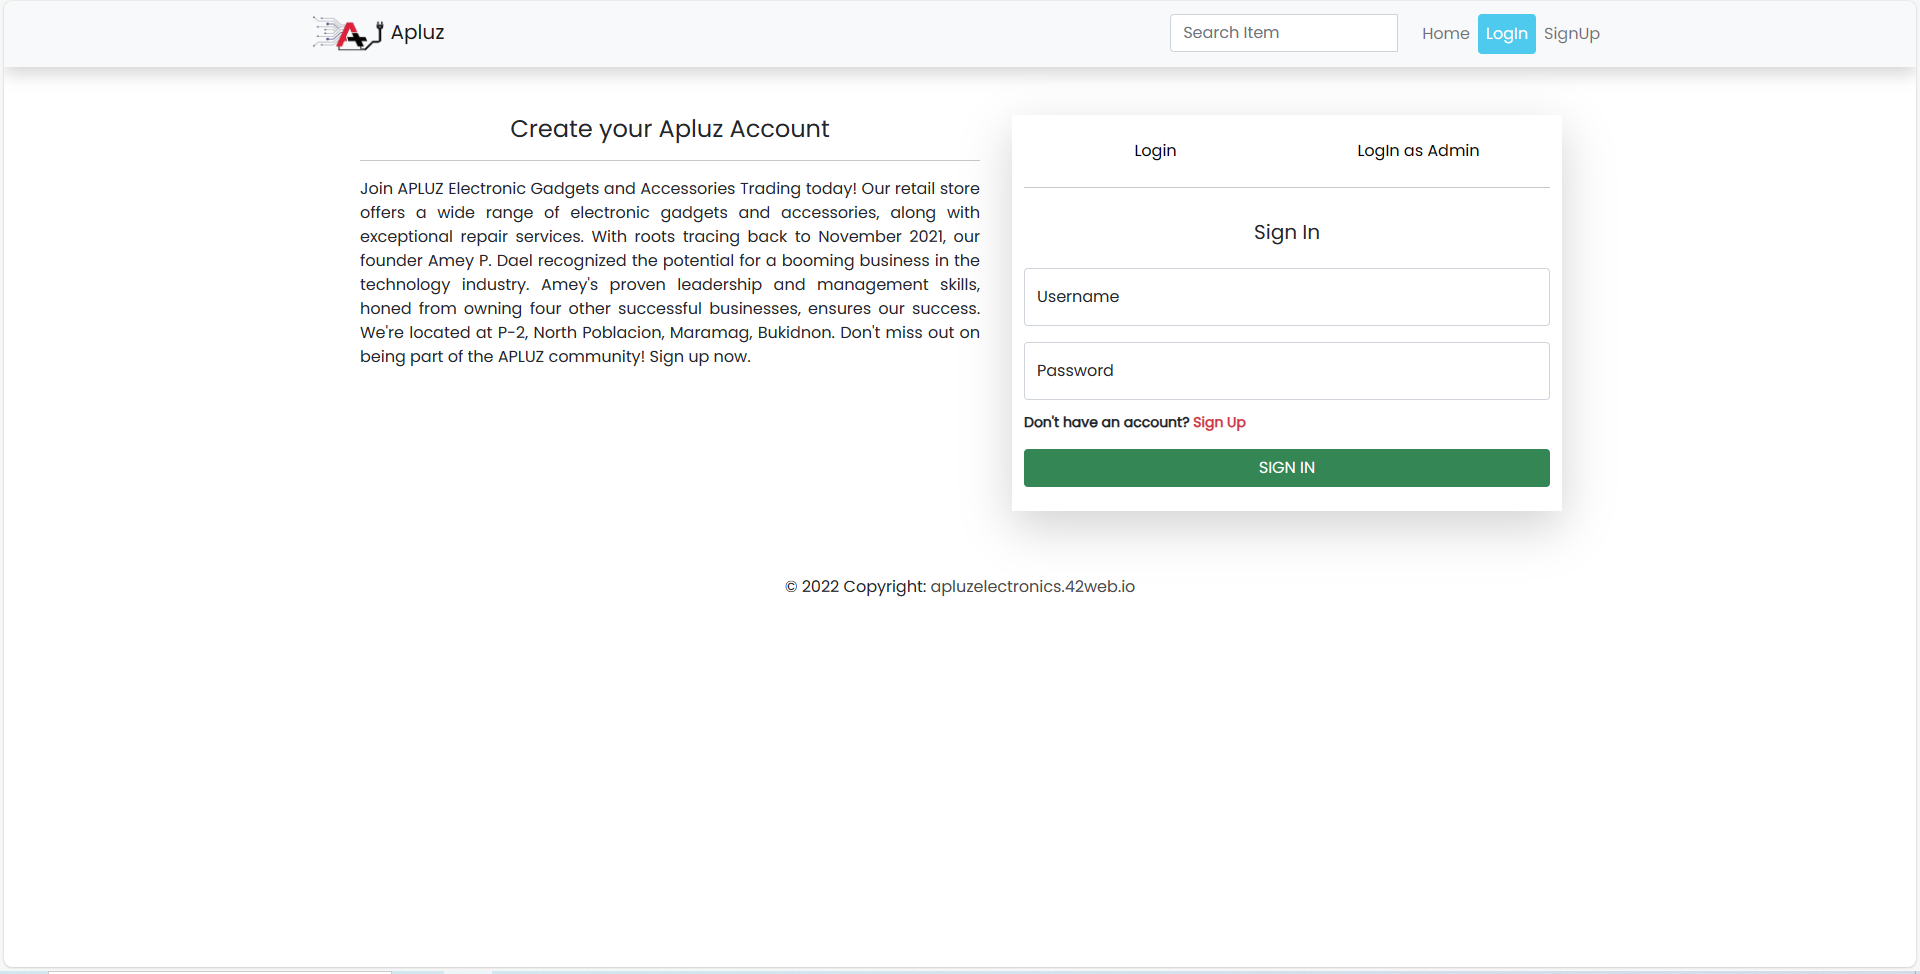 Apluz
Search Item
Home
LogIn
SignUp
Create your Apluz Account
Join APLUZ Electronic Gadgets and Accessories Trading today! Our retail store
offers a wide range of electronic gadgets and accessories, along with
exceptional repair services. With roots tracing back to November 2021, our
founder Amey P. Dael recognized the potential for a booming business in the
technology industry. Amey's proven leadership and management skills,
honed from owning four other successful businesses, ensures our success.
We're located at P-2, North Poblacion, Maramag, Bukidnon. Don't miss out on
being part of the APLUZ community! Sign up now.
Login
LogIn as Admin
Sign In
Username
Password
Don't have an account? Sign Up
SIGN IN
© 2022 Copyright: apluzelectronics.42web.io